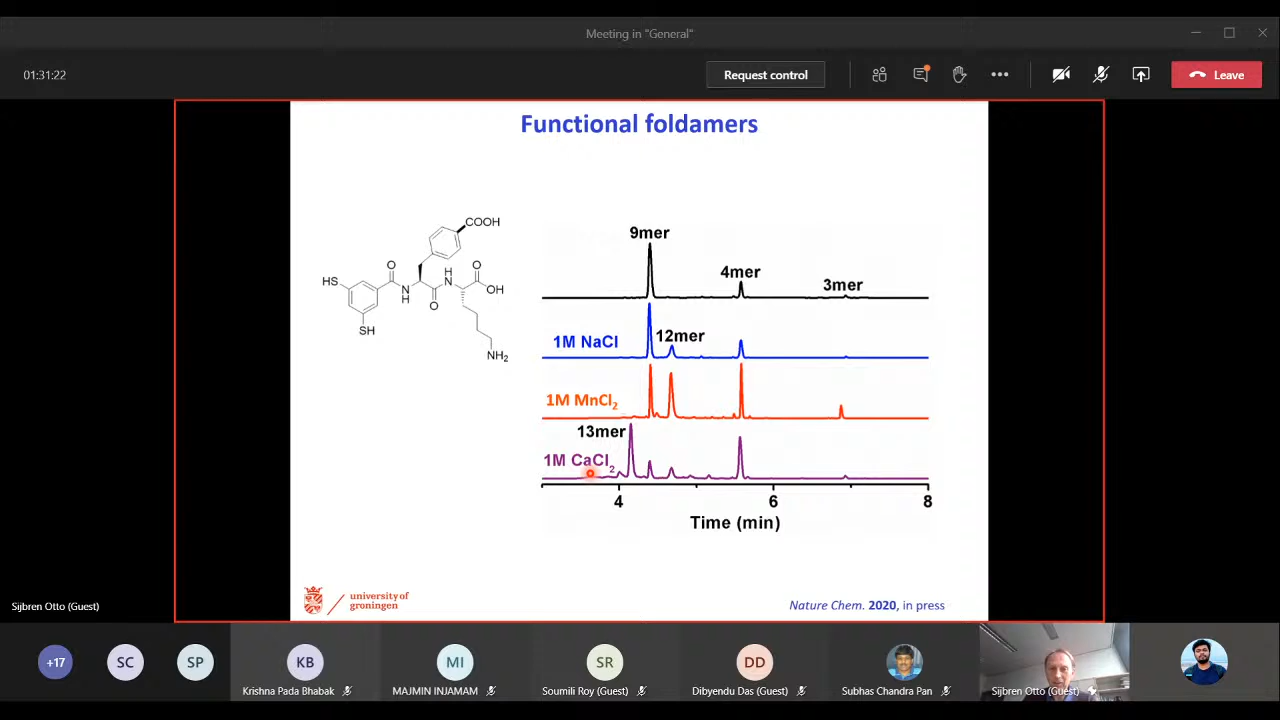 Meeting in "General"
01:31:22
Request control
Leave
Functional foldamers
COOH
HS
O
N
H
O
H
N
O
OH
SH
NH2
9mer
4mer
3mer
1M NaCl
12mer
1M MnCl2
13mer
1M CaCl2
4
6
8
Time (min)
university of
groningen
Nature Chem. 2020, in press
Sijbren Otto (Guest)
+17
SC
SP
KB
MI
SR
DD
Krishna Pada Bhabak
MAJMIN INJAMAM
Soumili Roy (Guest)
Dibyendu Das (Guest)
Subhas Chandra Pan
Sijbren Otto (Guest)